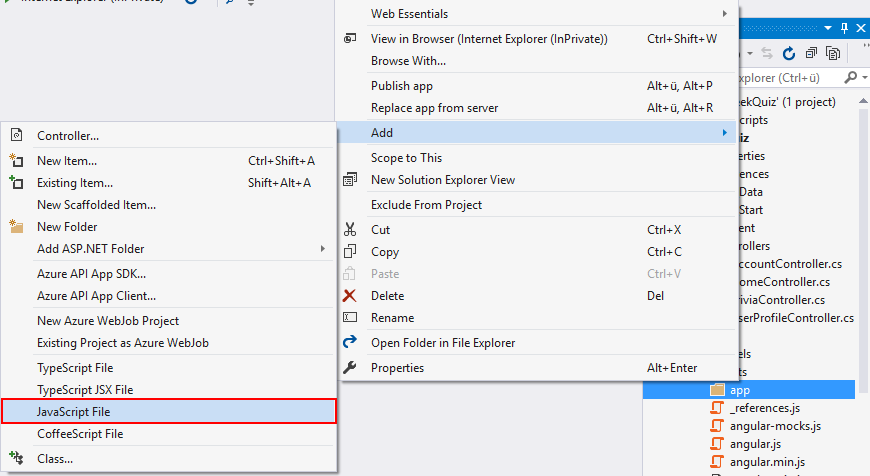 Internet Explorer (InPrivate)
Web Essentials
View in Browser (Internet Explorer (InPrivate)) Ctrl+Shift+W
Browse With...
Publish app Alt+ü, Alt+P
Replace app from server Alt+ü, Alt+R
Add
Scope to This
New Solution Explorer View
Exclude From Project
Cut Ctrl+X
Copy Ctrl+C
Paste Ctrl+V
Delete Del
Rename
Open Folder in File Explorer
Properties Alt+Enter
Controller...
New Item... Ctrl+Shift+A
Existing Item... Shift+Alt+A
New Scaffolded Item...
New Folder
Add ASP.NET Folder
Azure API App SDK...
Azure API App Client...
New Azure WebJob Project
Existing Project as Azure WebJob
TypeScript File
TypeScript JSX File
JavaScript File
CoffeeScript File
Class...
xplorer (Ctrl+ü)
ekQuiz' (1 project)
cripts
iz
erties
ences
Data
Start
ent
rollers
ccountController.cs
omeController.cs
riviaController.cs
serProfileController.cs
els
ts
app
_references.js
angular-mocks.js
angular.js
angular.min.js